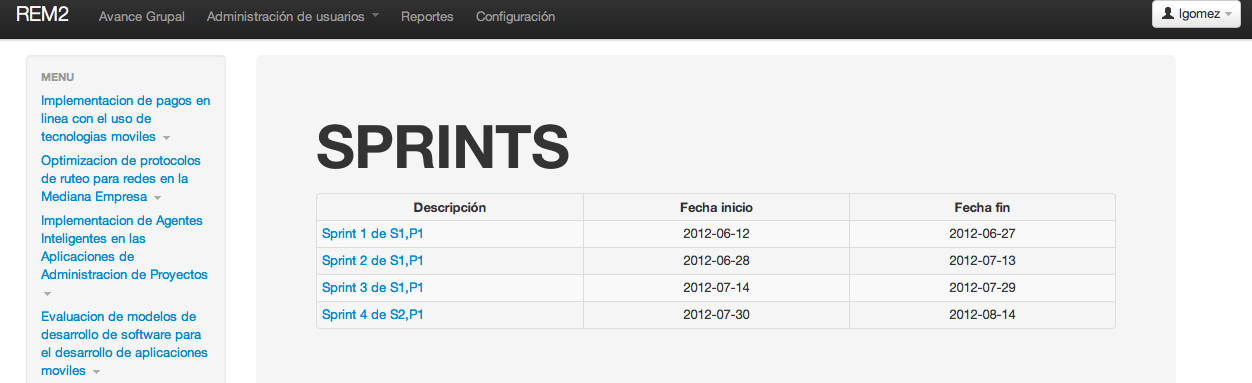 REM2 Avance Grupal Administración de usuarios Reportes Configuración lgomez
MENU
Implementacion de pagos en
linea con el uso de
tecnologias moviles
Optimizacion de protocolos
de ruteo para redes en la
Mediana Empresa
Implementacion de Agentes
Inteligentes en las
Aplicaciones de
Administracion de Proyectos
Evaluacion de modelos de
desarrollo de software para
el desarrollo de aplicaciones
moviles
SPRINTS
Descripción Fecha inicio Fecha fin
Sprint 1 de S1,P1 2012-06-12 2012-06-27
Sprint 2 de S1,P1 2012-06-28 2012-07-13
Sprint 3 de S1,P1 2012-07-14 2012-07-29
Sprint 4 de S2,P1 2012-07-30 2012-08-14